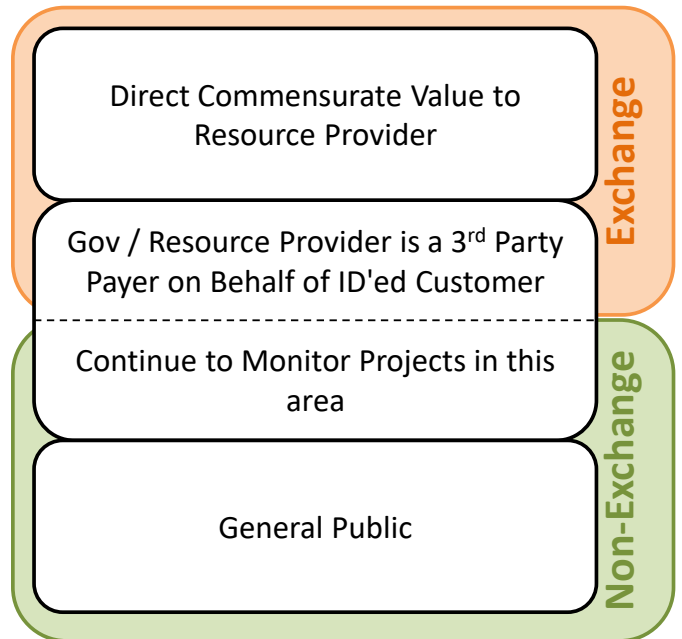 Direct Commensurate Value to
Resource Provider
Exchange
Gov / Resource Provider is a 3rd Party
Payer on Behalf of ID'ed Customer
Continue to Monitor Projects in this
area
Non-Exchange
General Public